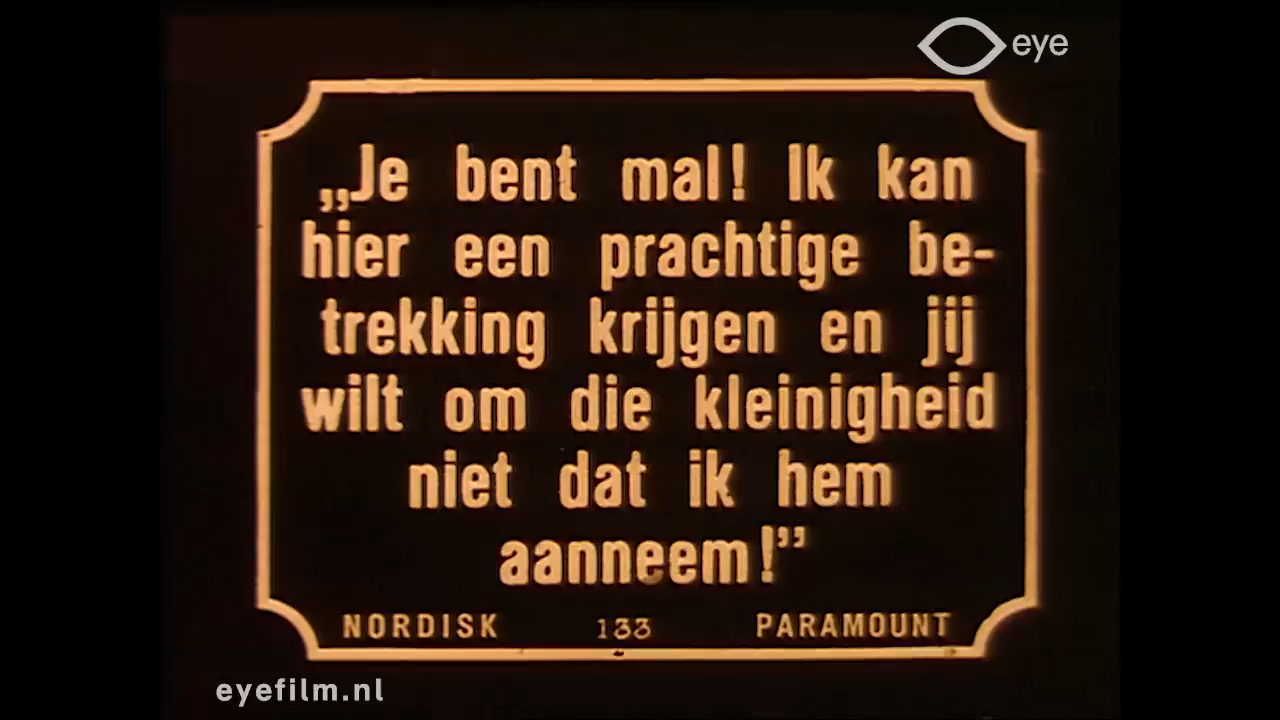 eye
„Je bent mal! Ik kan
hier een prachtige be-
trekking krijgen en jij
wilt om die kleinigheid
niet dat ik hem
aanneem!”
NORDISK 133 PARAMOUNT
eyefilm.nl